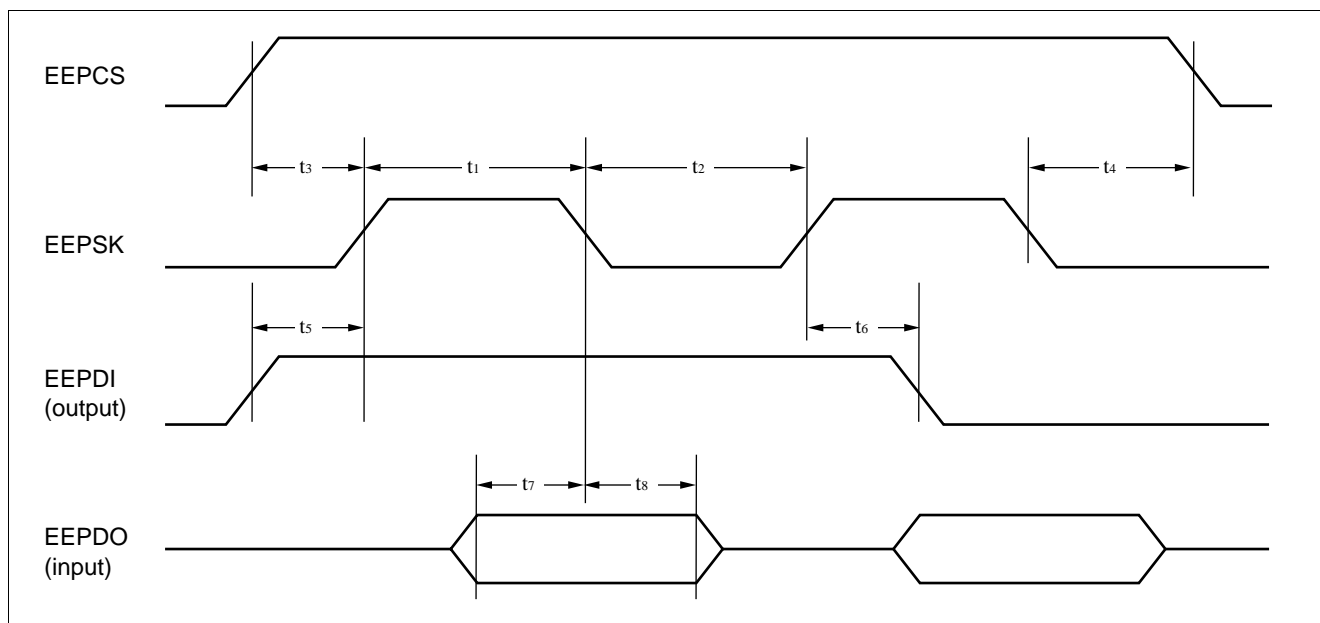 EEPCS
t3
t1
t2
t4
EEPSK
t5
t6
EEPDI
(output)
t7
t8
EEPDO
(input)